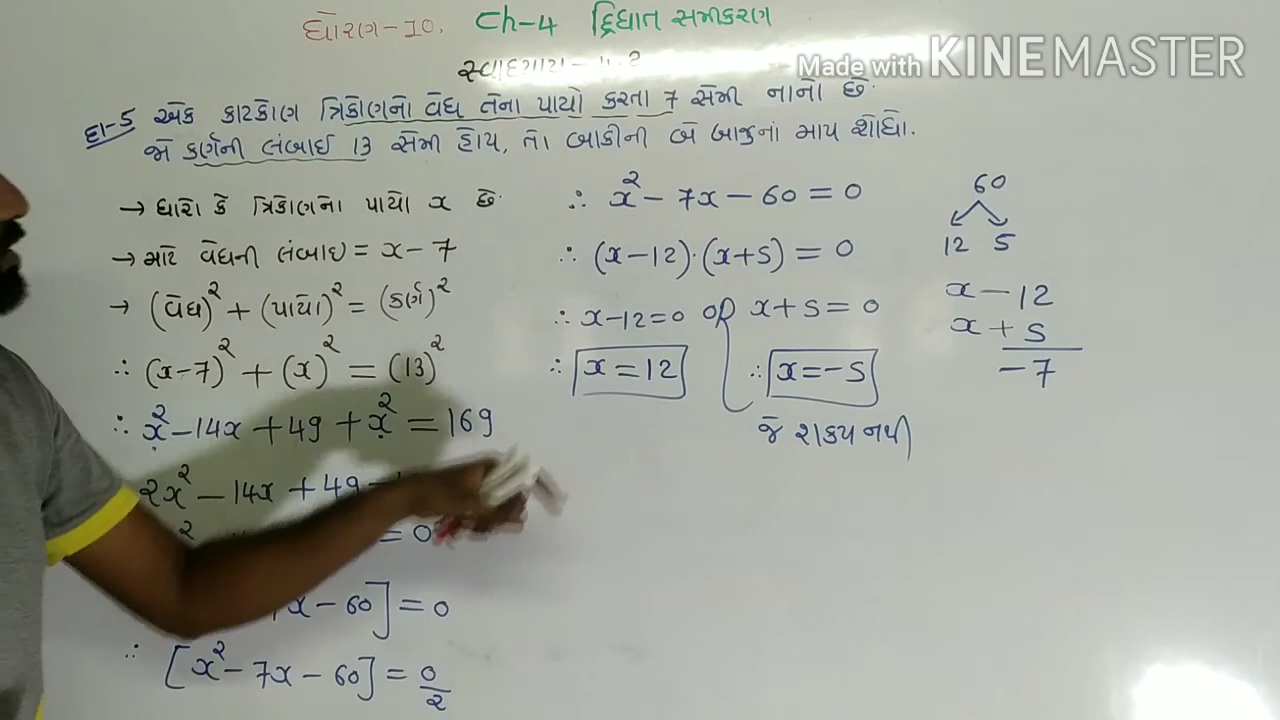 ધોરણ-10. Ch-4 દ્વિઘાત સમીકરણ
Made with KINEMASTER
સ્વાધ્યાય
દા-5 એક કાટકોણ ત્રિકોણનો વેધ તેના પાયો કરતા 7 સેમી નાનો છે.
જો કર્ણની લંબાઈ 13 સેમી હોય, તો બાકીની બે બાજુનાં માપ શોધો.
→ ધારો કે ત્રિકોણનો પાયો x છે
→ માટે વેધની લંબાઇ = x - 7
→ (વેધ)² + (પાયો)² = (કર્ણ)²
∴ (x-7)² + (x)² = (13)²
∴ x² - 14x + 49 + x² = 169
2x² - 14x + 49 -
= 0
x - 60] = 0
∴ [x² - 7x - 60] = 0/2
∴ x² - 7x - 60 = 0
∴ (x-12)·(x+5) = 0
∴ x-12=0 or x+5=0
∴ x=12 ∴ x=-5
જે શક્ય નથી
60
12 5
x - 12
x + 5
-7